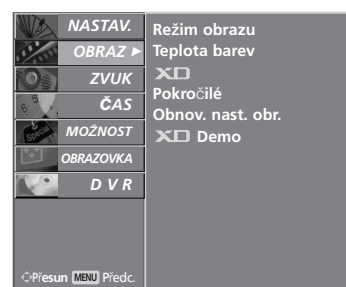 NASTAV.
OBRAZ ►
ZVUK
ČAS
MOŽNOST
OBRAZOVKA
D V R
Přesun MENU Předc.
Režim obrazu
Teplota barev
XD
Pokročilé
Obnov. nast. obr.
XD Demo
Special